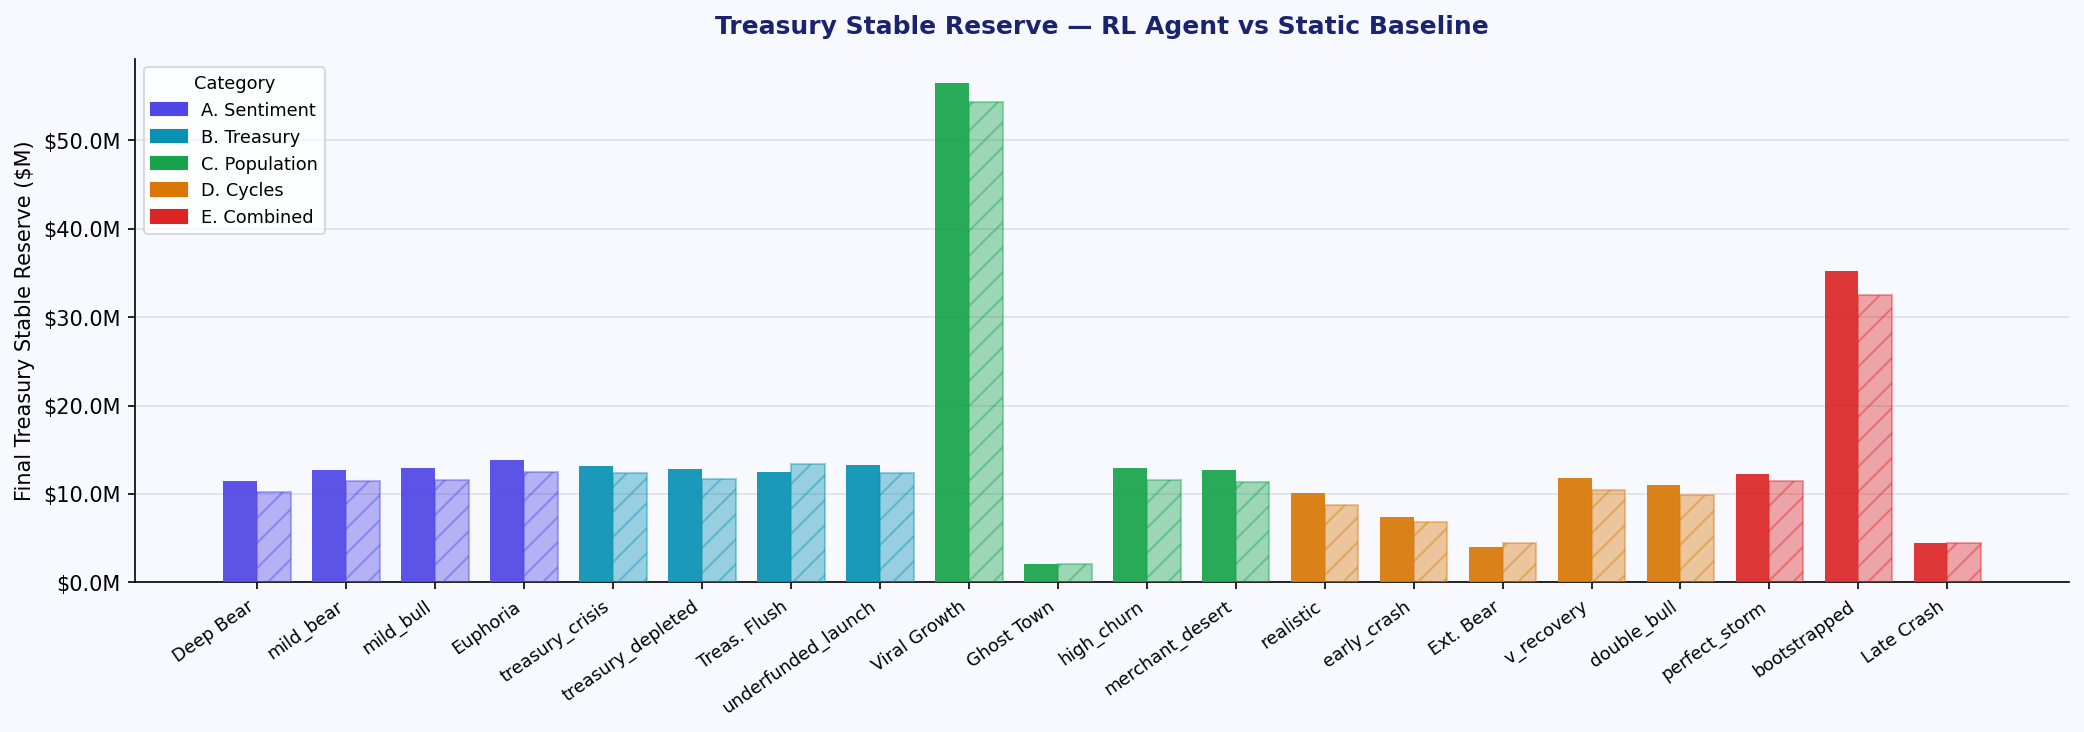 Treasury Stable Reserve — RL Agent vs Static Baseline
Final Treasury Stable Reserve ($M)
$50.0M
$40.0M
$30.0M
$20.0M
$10.0M
$0.0M
Category
A. Sentiment
B. Treasury
C. Population
D. Cycles
E. Combined
Deep Bear
mild_bear
mild_bull
Euphoria
treasury_crisis
treasury_depleted
Treas. Flush
underfunded_launch
Viral Growth
Ghost Town
high_churn
merchant_desert
realistic
early_crash
Ext. Bear
v_recovery
double_bull
perfect_storm
bootstrapped
Late Crash